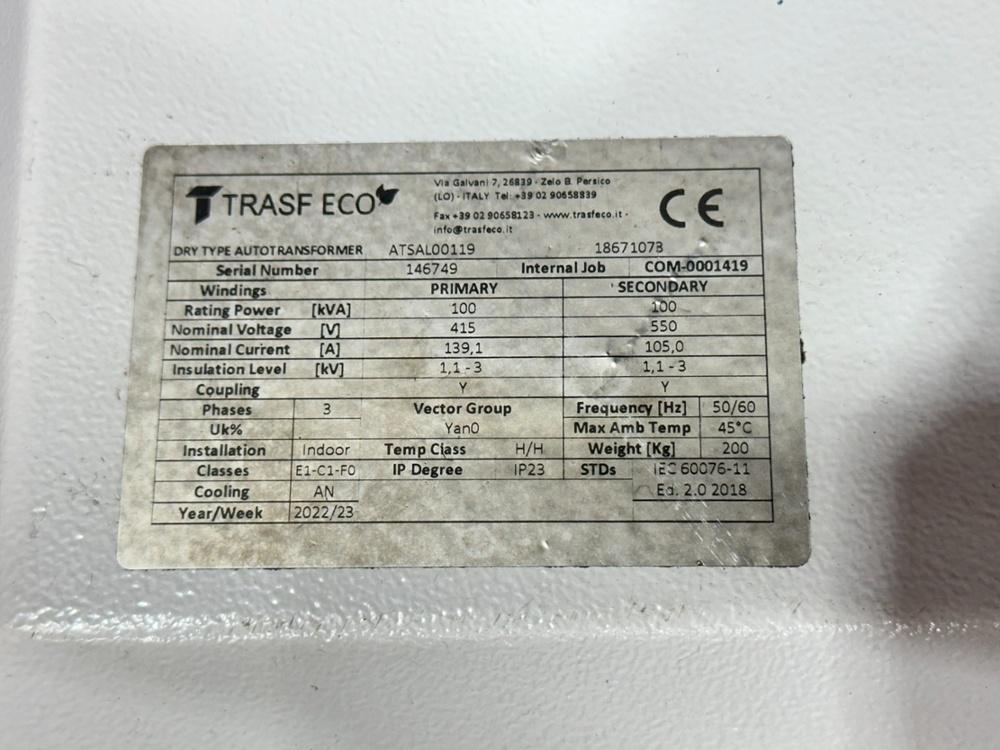 TRASF ECO
Via Galvani 7, 26839 - Zelo B. Persico
(LO) - ITALY Tel: +39 02 90658839
Fax +39 02 90658123 - www.trasfeco.it -
info@trasfeco.it
CE
DRY TYPE AUTOTRANSFORMER ATSAL00119 18671073
Serial Number 146749 Internal Job COM-0001419
Windings PRIMARY SECONDARY
Rating Power [kVA] 100 100
Nominal Voltage [V] 415 550
Nominal Current [A] 139,1 105,0
Insulation Level [kV] 1,1 - 3 1,1 - 3
Coupling Y Y
Phases 3 Vector Group Frequency [Hz] 50/60
Uk% Yan0 Max Amb Temp 45°C
Installation Indoor Temp Class H/H Weight [Kg] 200
Classes E1-C1-F0 IP Degree IP23 STDs IEC 60076-11
Cooling AN Ed. 2.0 2018
Year/Week 2022/23